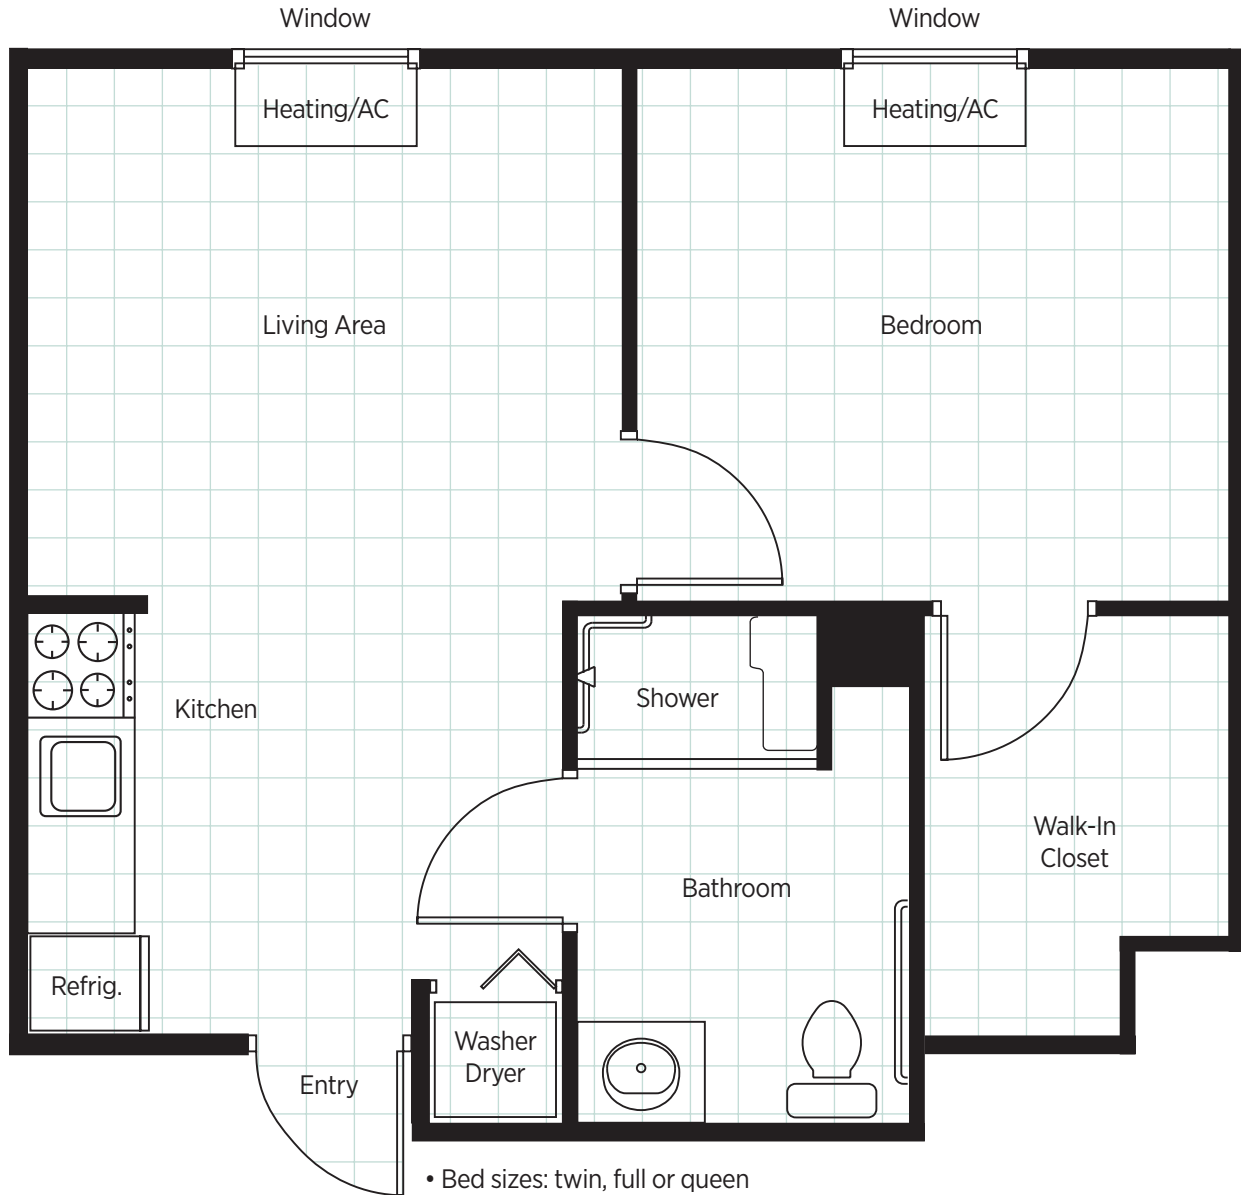 Window
Window
Heating/AC
Heating/AC
Living Area
Bedroom
Kitchen
Shower
Walk-In
Closet
Bathroom
Refrig.
Washer
Dryer
Entry
• Bed sizes: twin, full or queen